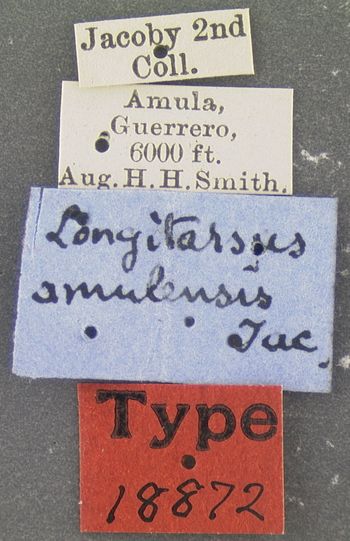 Jacoby 2nd
Coll.
Amula,
Guerrero,
6000 ft.
Aug. H. H. Smith.
Longitarsus
amulensis
Jac.
Type
18872